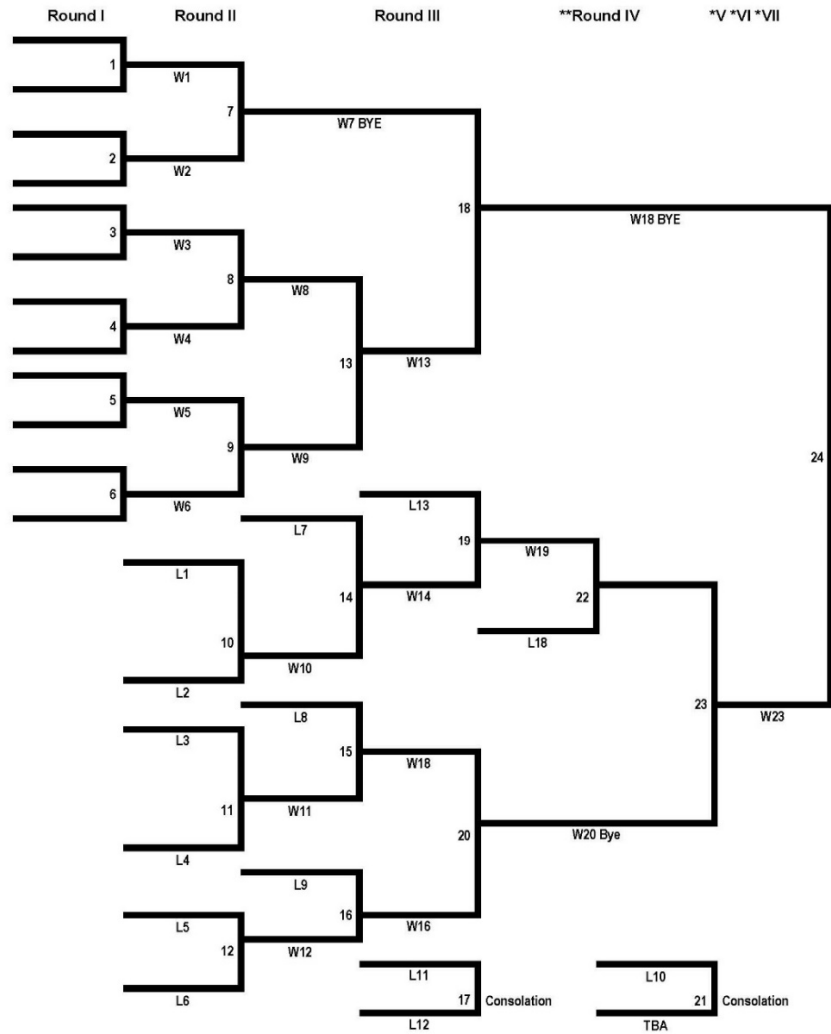 Round I Round II Round III **Round IV *V *VI *VII
1
W1
7
W7 BYE
2
W2
18
W18 BYE
3
W3
8
W8
4
W4
13
W13
5
W5
9
W9
24
6
W6
L13
L7
19
W19
L1
14
W14
22
10
W10
L18
L2
L8
23
W23
L3
15
W18
11
W11
20
W20 Bye
L4
L9
L5
16
W16
12
W12
L11
L10
L6
17 Consolation
21 Consolation
L12
TBA